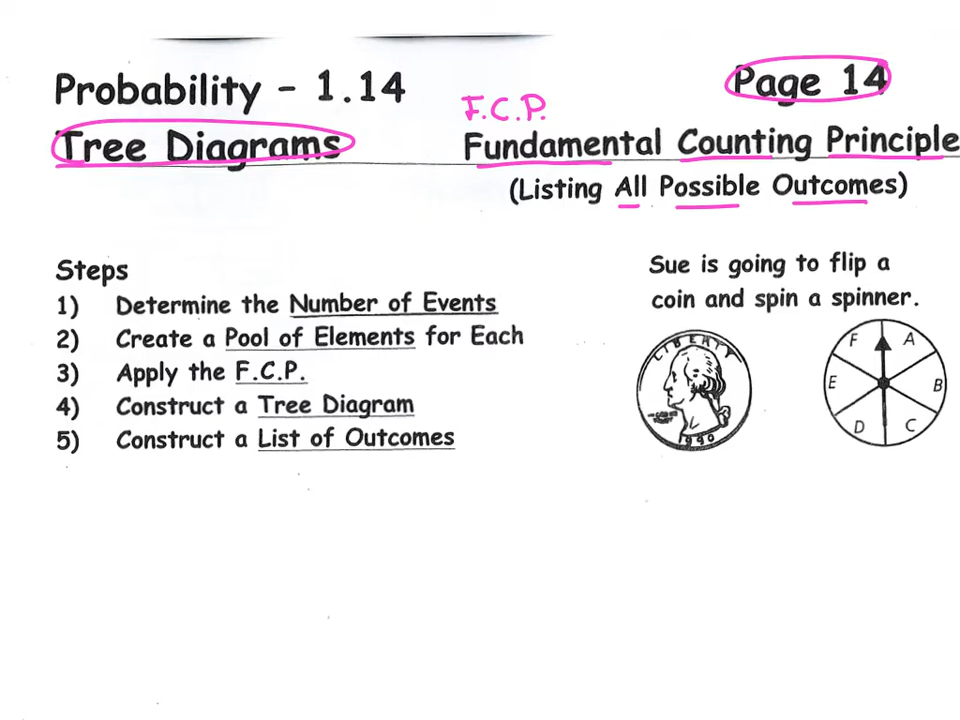 Probability - 1.14
Page 14
F.C.P.
Tree Diagrams
Fundamental Counting Principle
(Listing All Possible Outcomes)
Steps
1) Determine the Number of Events
2) Create a Pool of Elements for Each
3) Apply the F.C.P.
4) Construct a Tree Diagram
5) Construct a List of Outcomes
Sue is going to flip a
coin and spin a spinner.
LIBERTY
1990
F A
E B
D C